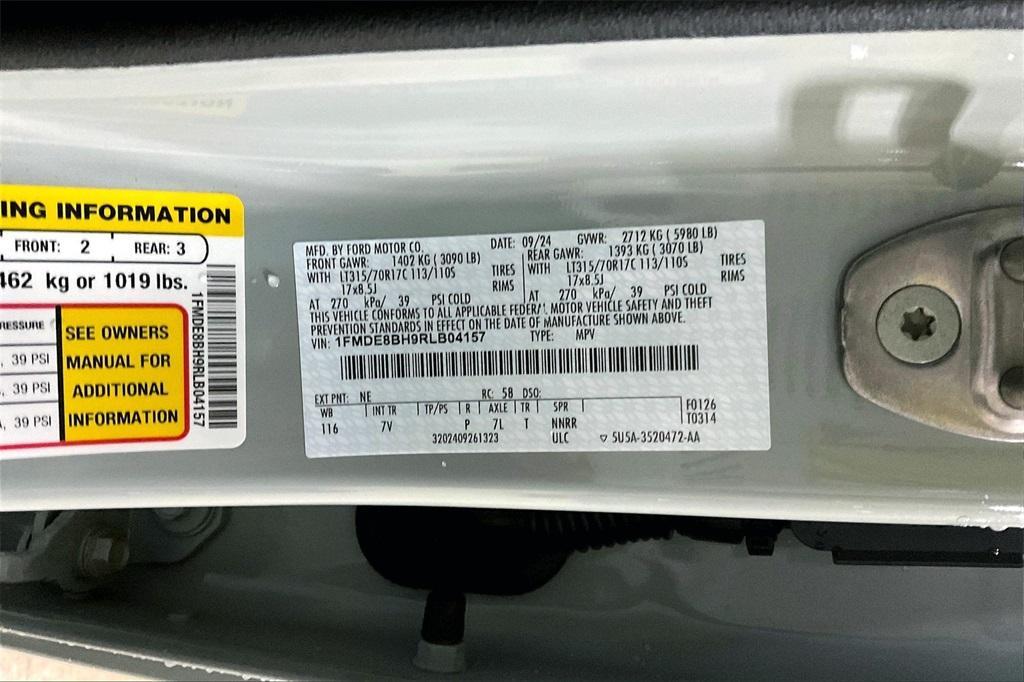 ING INFORMATION
FRONT: 2 REAR: 3
462 kg or 1019 lbs.
RESSURE
39 PSI
39 PSI
39 PSI
SEE OWNERS
MANUAL FOR
ADDITIONAL
INFORMATION
1FMDE8BH9RLB04157
MFD. BY FORD MOTOR CO. DATE: 09/24 GVWR: 2712 KG ( 5980 LB)
FRONT GAWR: 1402 KG ( 3090 LB) REAR GAWR: 1393 KG ( 3070 LB)
WITH LT315/70R17C 113/110S TIRES WITH LT315/70R17C 113/110S TIRES
17x8.5J RIMS 17x8.5J RIMS
AT 270 kPa/ 39 PSI COLD AT 270 kPa/ 39 PSI COLD
THIS VEHICLE CONFORMS TO ALL APPLICABLE FEDERAL MOTOR VEHICLE SAFETY AND THEFT
PREVENTION STANDARDS IN EFFECT ON THE DATE OF MANUFACTURE SHOWN ABOVE.
VIN: 1FMDE8BH9RLB04157 TYPE: MPV
EXT PNT: NE RC: 58 DSO:
WB INT TR TP/PS R AXLE TR SPR F0126
116 7V P 7L T NNRR T0314
3202409261323 ULC ▽ 5U5A-3520472-AA